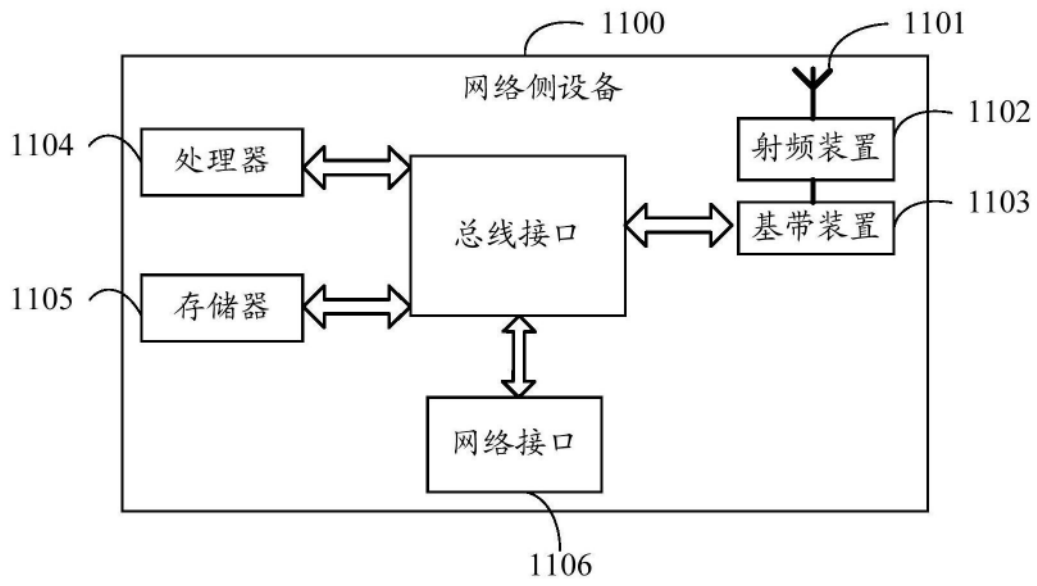 1100
1101
网络侧设备
1102
1104
处理器
射频装置
1103
总线接口
基带装置
1105
存储器
网络接口
1106